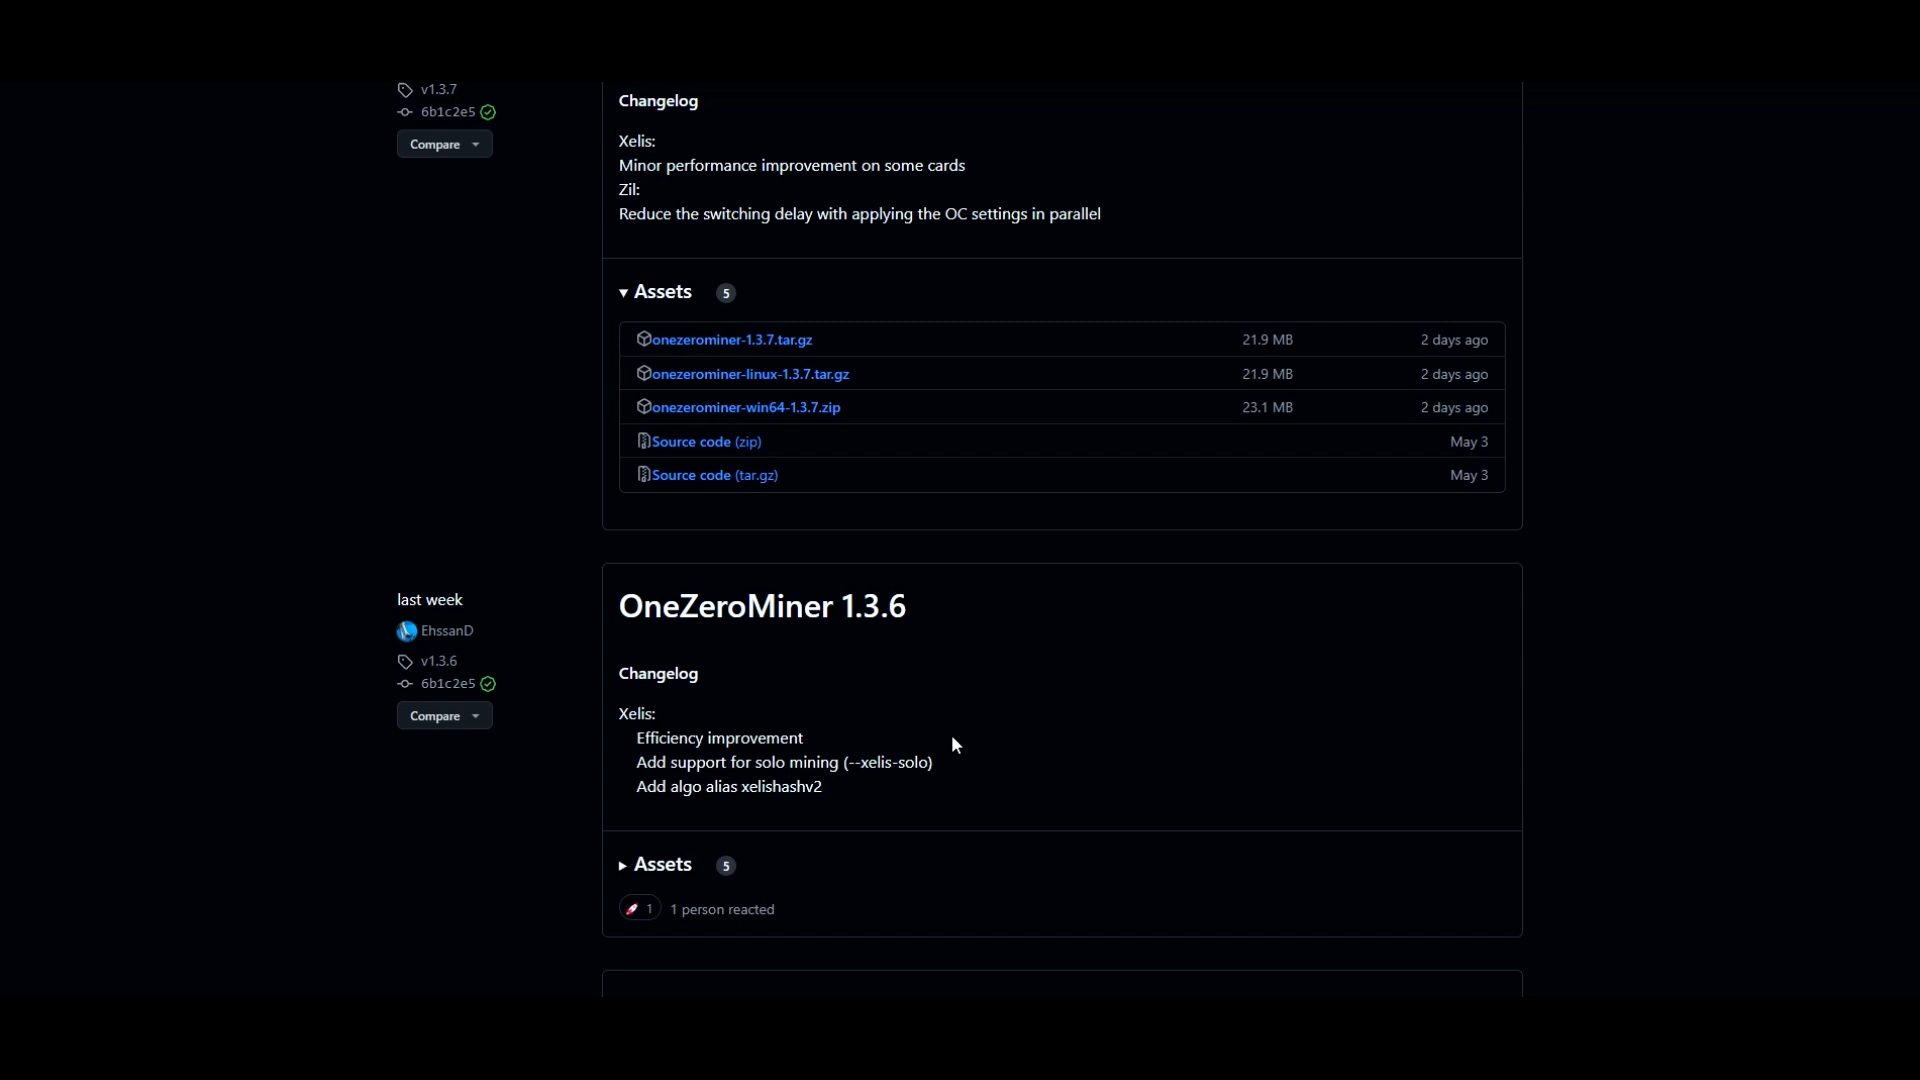 v1.3.7
6b1c2e5
Compare
Changelog
Xelis:
Minor performance improvement on some cards
Zil:
Reduce the switching delay with applying the OC settings in parallel
Assets 5
onezerominer-1.3.7.tar.gz 21.9 MB 2 days ago
onezerominer-linux-1.3.7.tar.gz 21.9 MB 2 days ago
onezerominer-win64-1.3.7.zip 23.1 MB 2 days ago
Source code (zip) May 3
Source code (tar.gz) May 3
last week
EhssanD
v1.3.6
6b1c2e5
Compare
OneZeroMiner 1.3.6
Changelog
Xelis:
Efficiency improvement
Add support for solo mining (--xelis-solo)
Add algo alias xelishashv2
Assets 5
1 1 person reacted